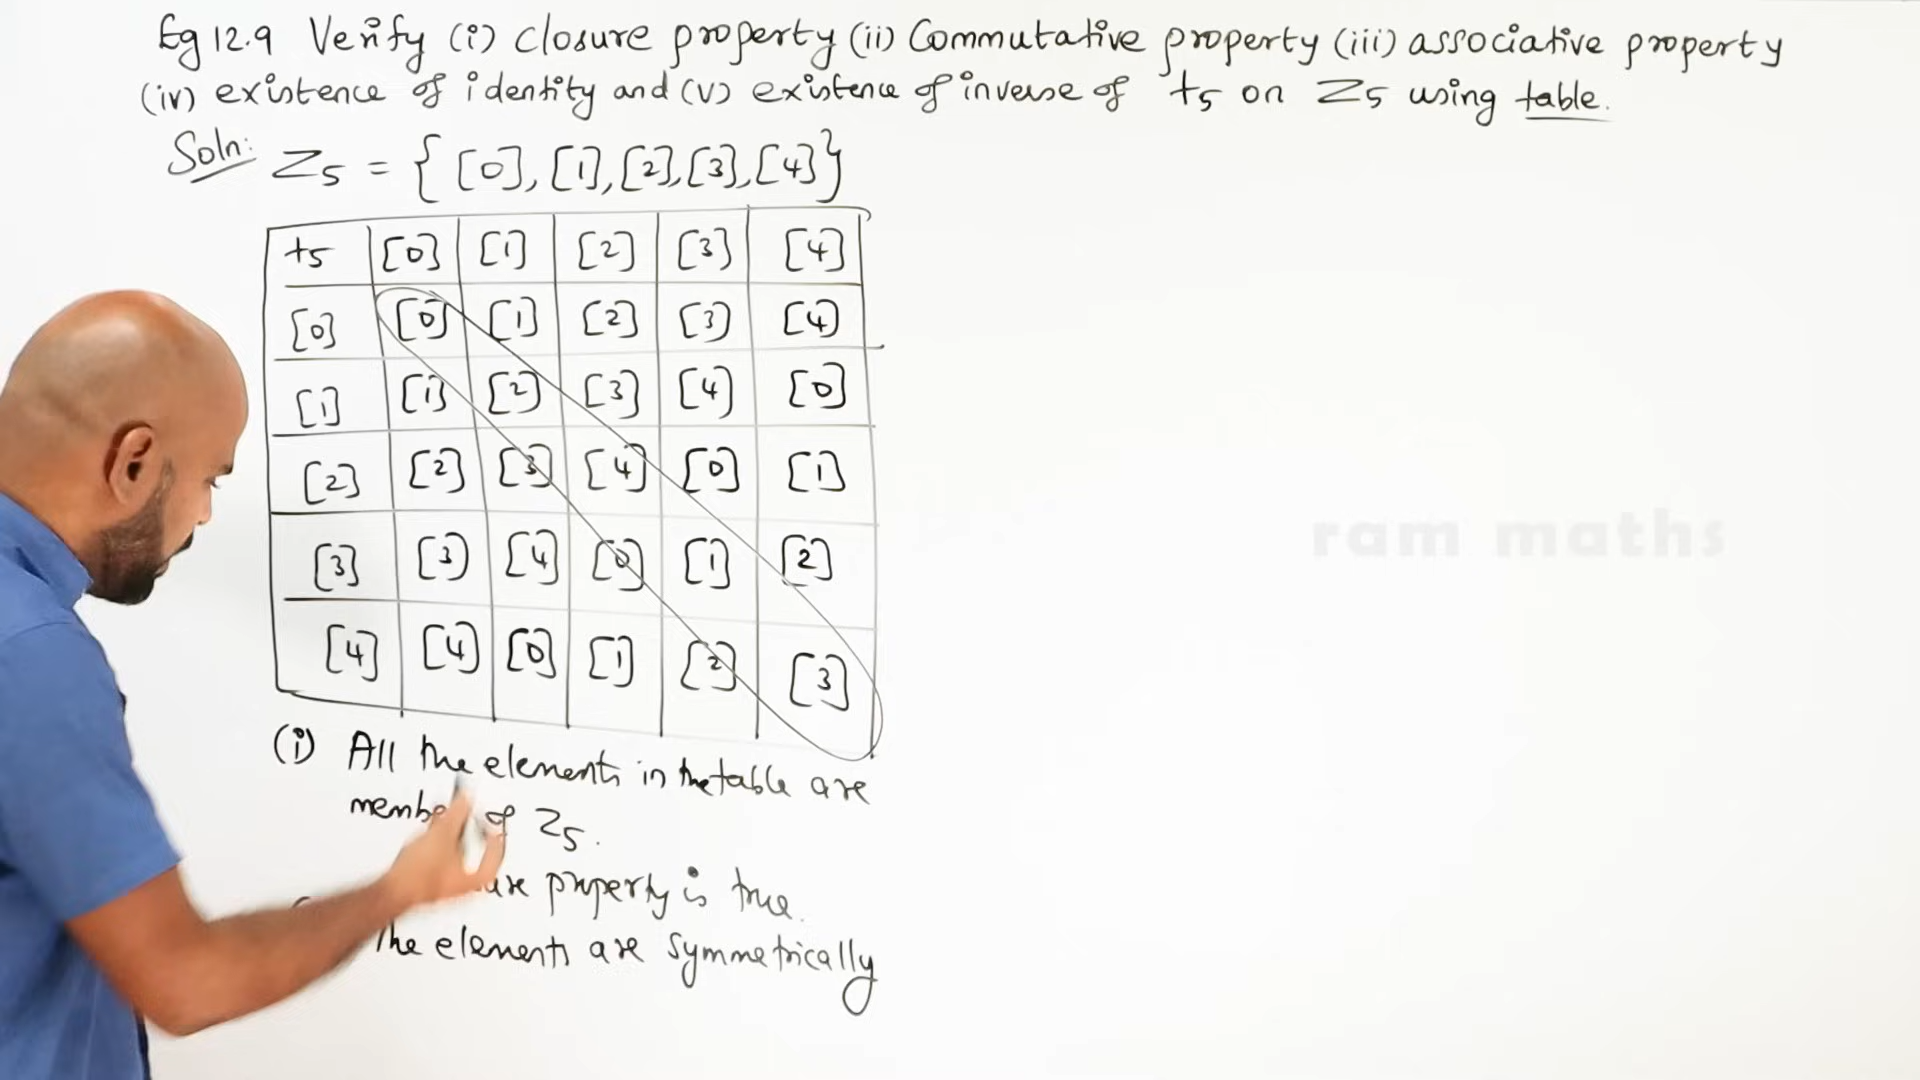 Eg 12.9 Verify (i) closure property (ii) Commutative property (iii) associative property
(iv) existence of identity and (v) existence of inverse of +5 on Z5 using table.
Soln: Z5 = { [0], [1], [2], [3], [4] }
+5 [0] [1] [2] [3] [4]
[0] [0] [1] [2] [3] [4]
[1] [1] [2] [3] [4] [0]
[2] [2] [3] [4] [0] [1]
[3] [3] [4] [0] [1] [2]
[4] [4] [0] [1] [2] [3]
ram maths
(i) All the elements in the table are
of Z5.
property is true.
The elements are symmetrically